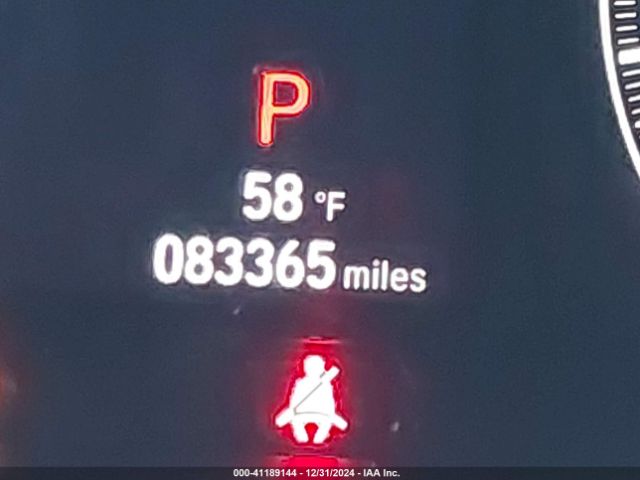 P
58 °F
083365 miles
000-41189144 - 12/31/2024 - IAA Inc.